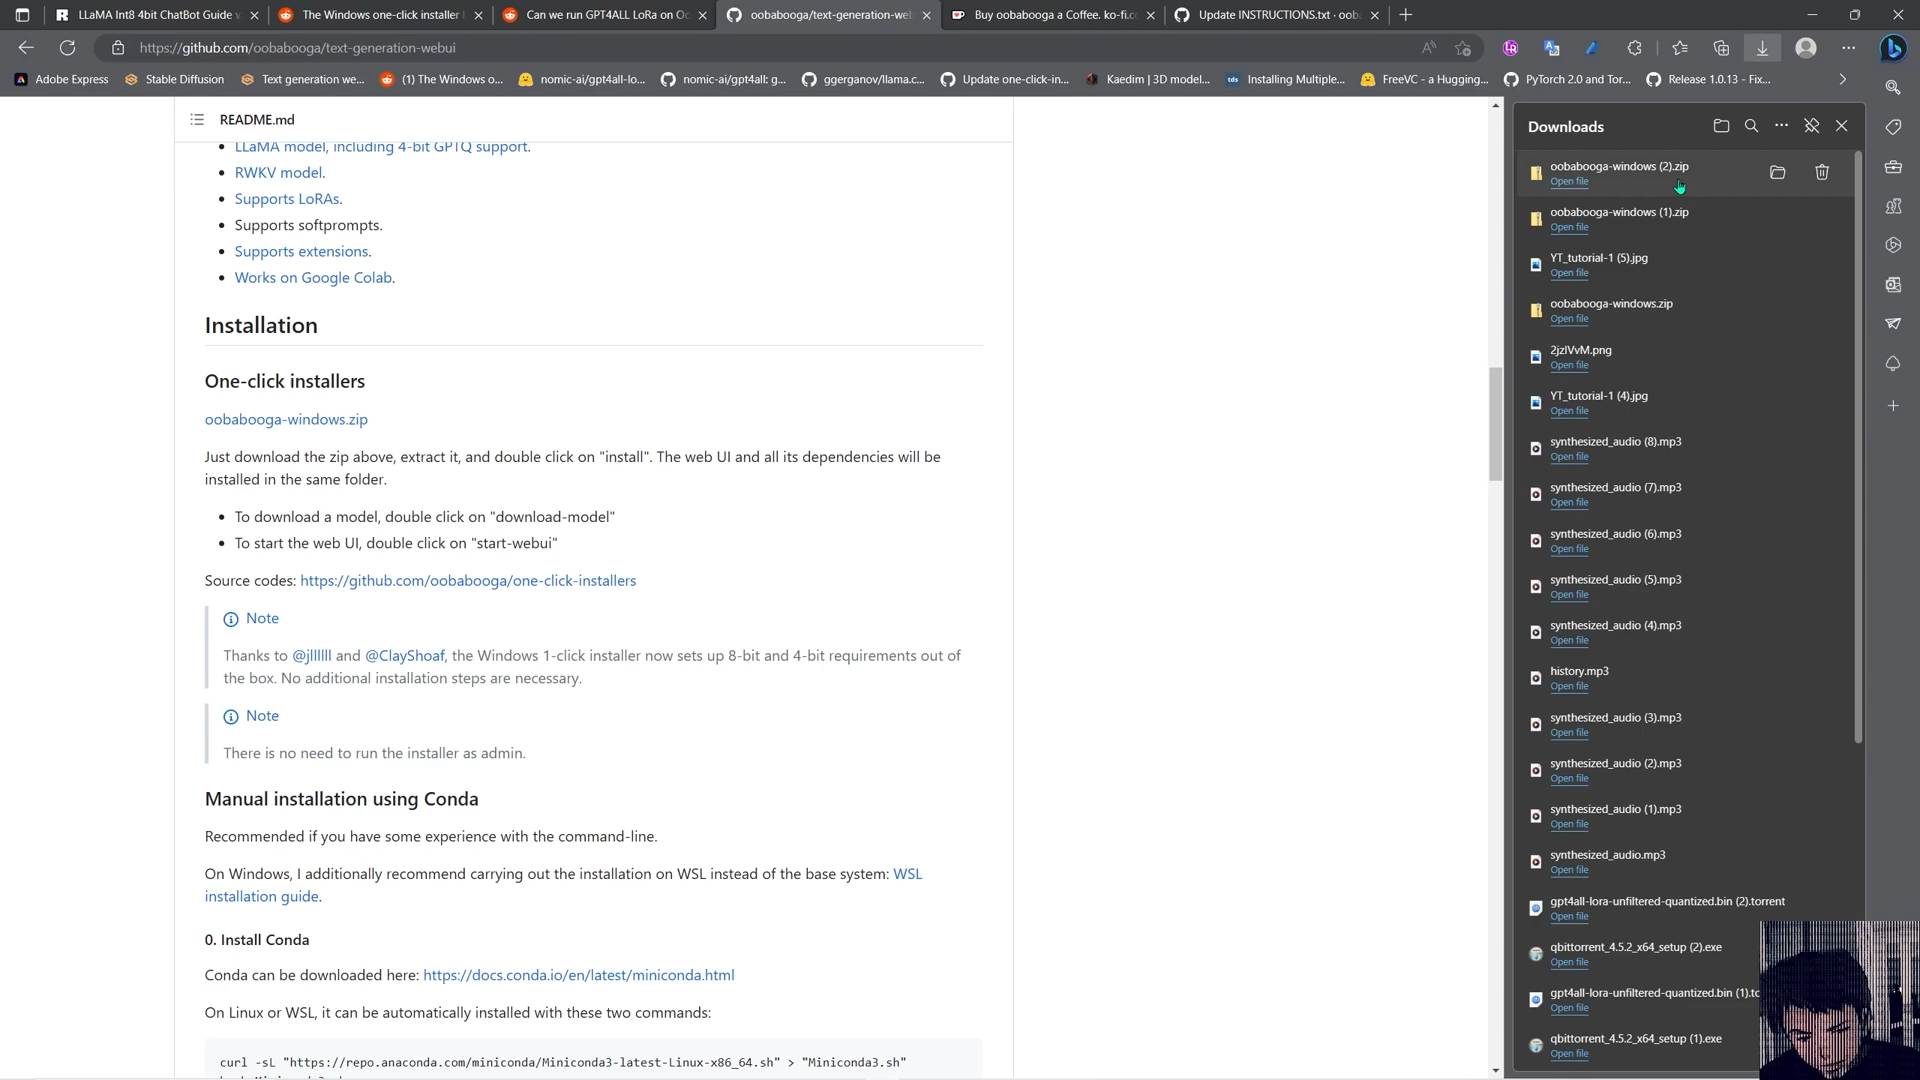 LLaMA Int8 4bit ChatBot Guide v
The Windows one-click installer
Can we run GPT4ALL LoRa on Oo
oobabooga/text-generation-web
Buy oobabooga a Coffee. ko-fi.co
Update INSTRUCTIONS.txt · ooba
https://github.com/oobabooga/text-generation-webui
Adobe Express
Stable Diffusion
Text generation we...
(1) The Windows o...
nomic-ai/gpt4all-lo...
nomic-ai/gpt4all: g...
ggerganov/llama.c...
Update one-click-in...
Kaedim | 3D model...
tds
Installing Multiple...
FreeVC - a Hugging...
PyTorch 2.0 and Tor...
Release 1.0.13 - Fix...
README.md
LLaMA model, including 4-bit GPTQ support.
RWKV model.
Supports LoRAs.
Supports softprompts.
Supports extensions.
Works on Google Colab.
Installation
One-click installers
oobabooga-windows.zip
Just download the zip above, extract it, and double click on "install". The web UI and all its dependencies will be
installed in the same folder.
To download a model, double click on "download-model"
To start the web UI, double click on "start-webui"
Source codes: https://github.com/oobabooga/one-click-installers
Note
Thanks to @jllllll and @ClayShoaf, the Windows 1-click installer now sets up 8-bit and 4-bit requirements out of
the box. No additional installation steps are necessary.
Note
There is no need to run the installer as admin.
Manual installation using Conda
Recommended if you have some experience with the command-line.
On Windows, I additionally recommend carrying out the installation on WSL instead of the base system: WSL
installation guide.
0. Install Conda
Conda can be downloaded here: https://docs.conda.io/en/latest/miniconda.html
On Linux or WSL, it can be automatically installed with these two commands:
curl -sL "https://repo.anaconda.com/miniconda/Miniconda3-latest-Linux-x86_64.sh" > "Miniconda3.sh"
Downloads
oobabooga-windows (2).zip
Open file
oobabooga-windows (1).zip
Open file
YT_tutorial-1 (5).jpg
Open file
oobabooga-windows.zip
Open file
2jzIVvM.png
Open file
YT_tutorial-1 (4).jpg
Open file
synthesized_audio (8).mp3
Open file
synthesized_audio (7).mp3
Open file
synthesized_audio (6).mp3
Open file
synthesized_audio (5).mp3
Open file
synthesized_audio (4).mp3
Open file
history.mp3
Open file
synthesized_audio (3).mp3
Open file
synthesized_audio (2).mp3
Open file
synthesized_audio (1).mp3
Open file
synthesized_audio.mp3
Open file
gpt4all-lora-unfiltered-quantized.bin (2).torrent
Open file
qbittorrent_4.5.2_x64_setup (2).exe
Open file
gpt4all-lora-unfiltered-quantized.bin (1).to
Open file
qbittorrent_4.5.2_x64_setup (1).exe
Open file